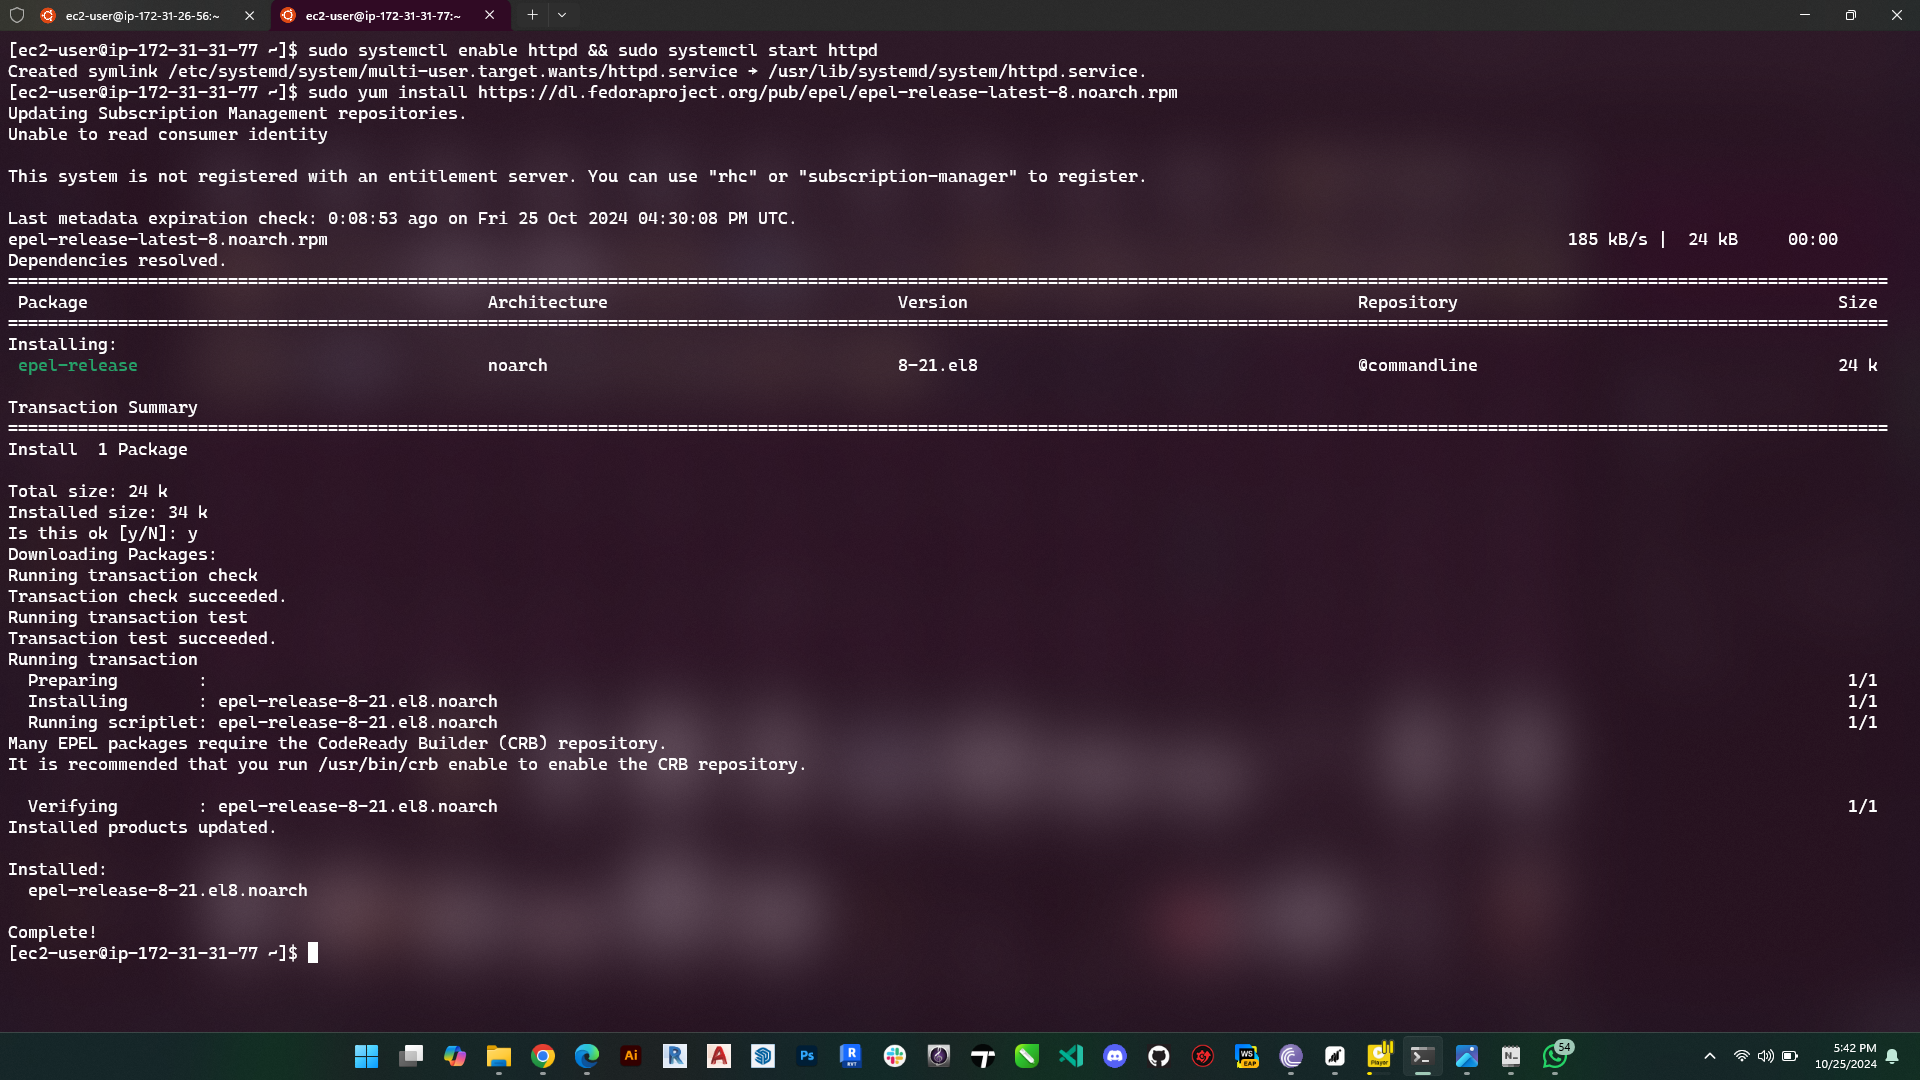 ec2-user@ip-172-31-26-56:~
ec2-user@ip-172-31-31-77:~
[ec2-user@ip-172-31-31-77 ~]$ sudo systemctl enable httpd && sudo systemctl start httpd
Created symlink /etc/systemd/system/multi-user.target.wants/httpd.service → /usr/lib/systemd/system/httpd.service.
[ec2-user@ip-172-31-31-77 ~]$ sudo yum install https://dl.fedoraproject.org/pub/epel/epel-release-latest-8.noarch.rpm
Updating Subscription Management repositories.
Unable to read consumer identity
This system is not registered with an entitlement server. You can use "rhc" or "subscription-manager" to register.
Last metadata expiration check: 0:08:53 ago on Fri 25 Oct 2024 04:30:08 PM UTC.
epel-release-latest-8.noarch.rpm 185 kB/s | 24 kB 00:00
Dependencies resolved.
================================================================================
Package Architecture Version Repository Size
================================================================================
Installing:
epel-release noarch 8-21.el8 @commandline 24 k
Transaction Summary
================================================================================
Install 1 Package
Total size: 24 k
Installed size: 34 k
Is this ok [y/N]: y
Downloading Packages:
Running transaction check
Transaction check succeeded.
Running transaction test
Transaction test succeeded.
Running transaction
Preparing : 1/1
Installing : epel-release-8-21.el8.noarch 1/1
Running scriptlet: epel-release-8-21.el8.noarch 1/1
Many EPEL packages require the CodeReady Builder (CRB) repository.
It is recommended that you run /usr/bin/crb enable to enable the CRB repository.
Verifying : epel-release-8-21.el8.noarch 1/1
Installed products updated.
Installed:
epel-release-8-21.el8.noarch
Complete!
[ec2-user@ip-172-31-31-77 ~]$
Ai R A Ps R RVT WS EAP Player N_ 54
5:42 PM
10/25/2024